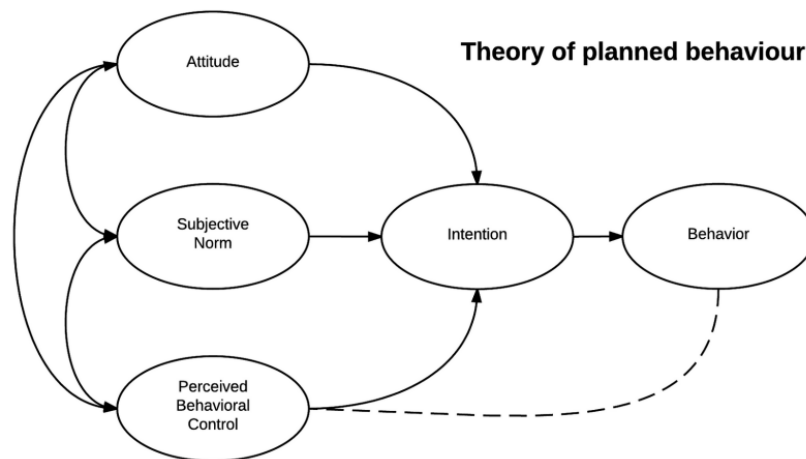 Theory of planned behaviour
Attitude
Subjective
Norm
Intention
Behavior
Perceived
Behavioral
Control